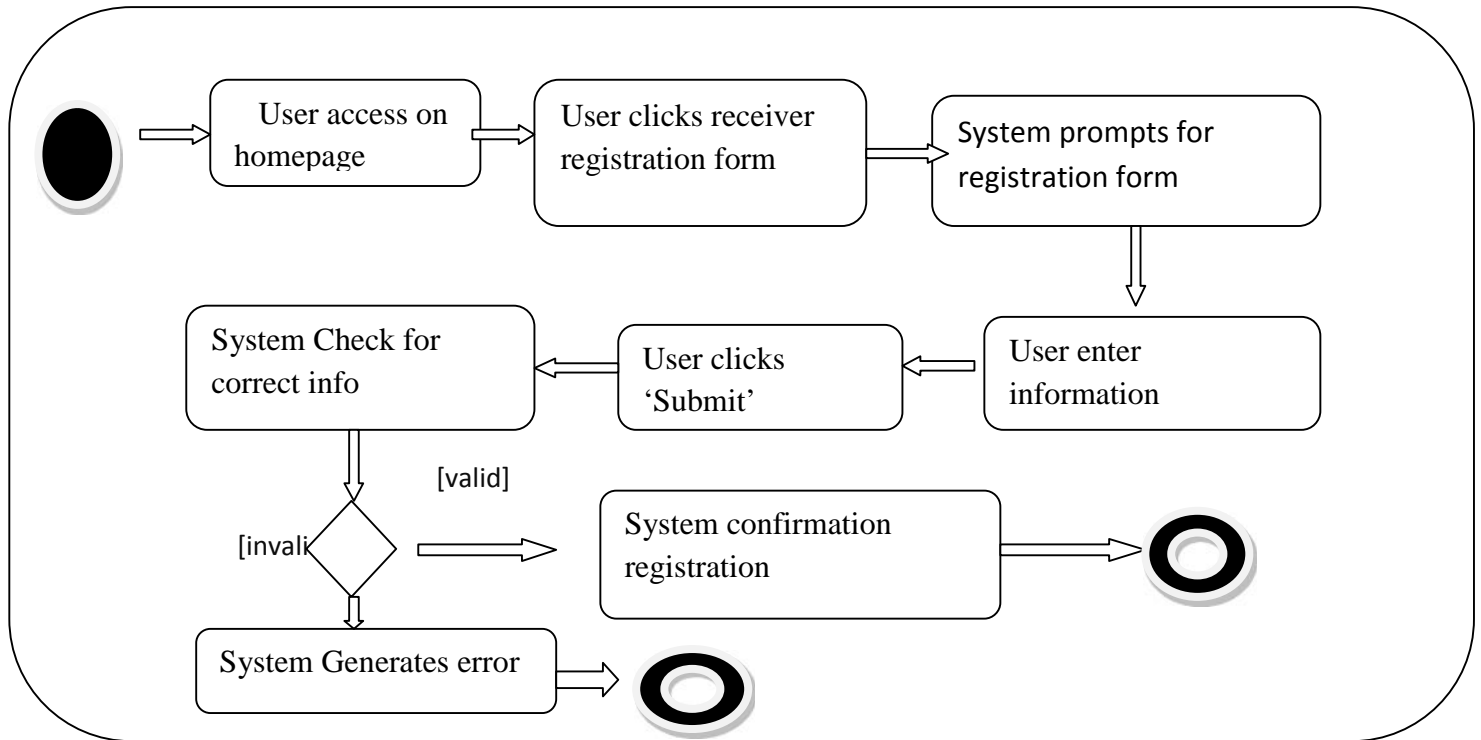 User access on
homepage
User clicks receiver
registration form
System prompts for
registration form
System Check for
correct info
User clicks
‘Submit’
User enter
information
[valid]
[invali
System confirmation
registration
System Generates error